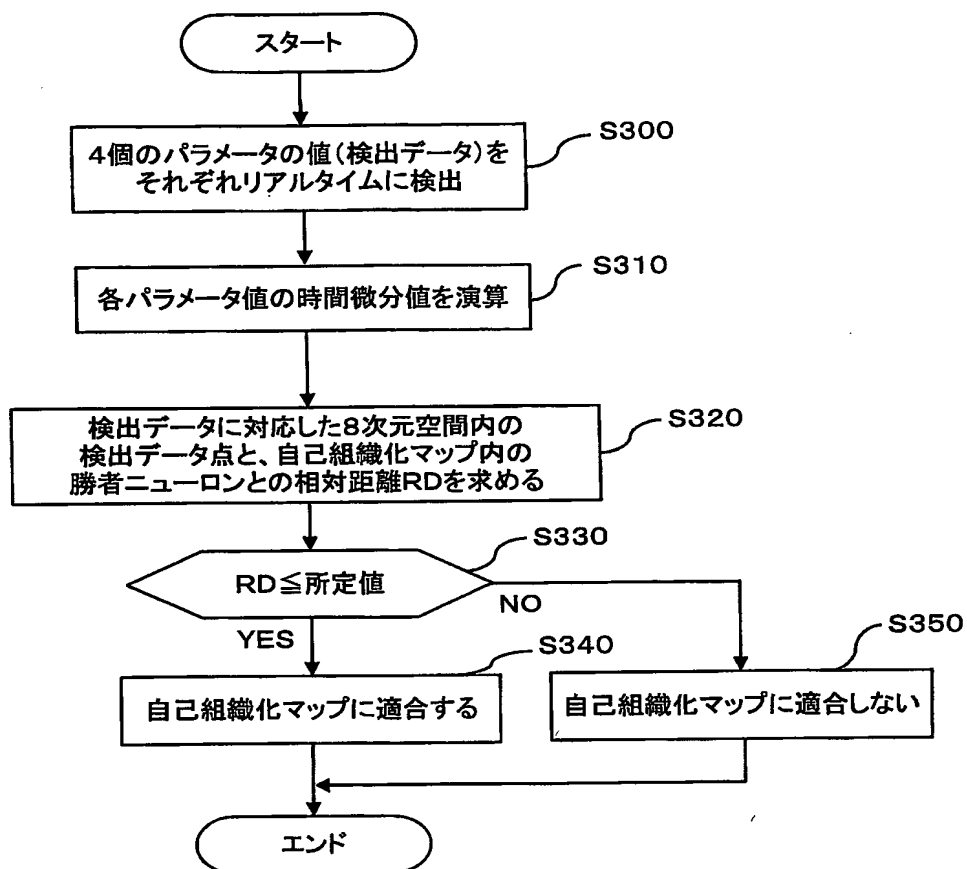 スタート
S300
4個のパラメータの値(検出データ)を
それぞれリアルタイムに検出
S310
各パラメータ値の時間微分値を演算
S320
検出データに対応した8次元空間内の
検出データ点と、自己組織化マップ内の
勝者ニューロンとの相対距離RDを求める
S330
RD≦所定値
NO
YES
S340
S350
自己組織化マップに適合する
自己組織化マップに適合しない
エンド